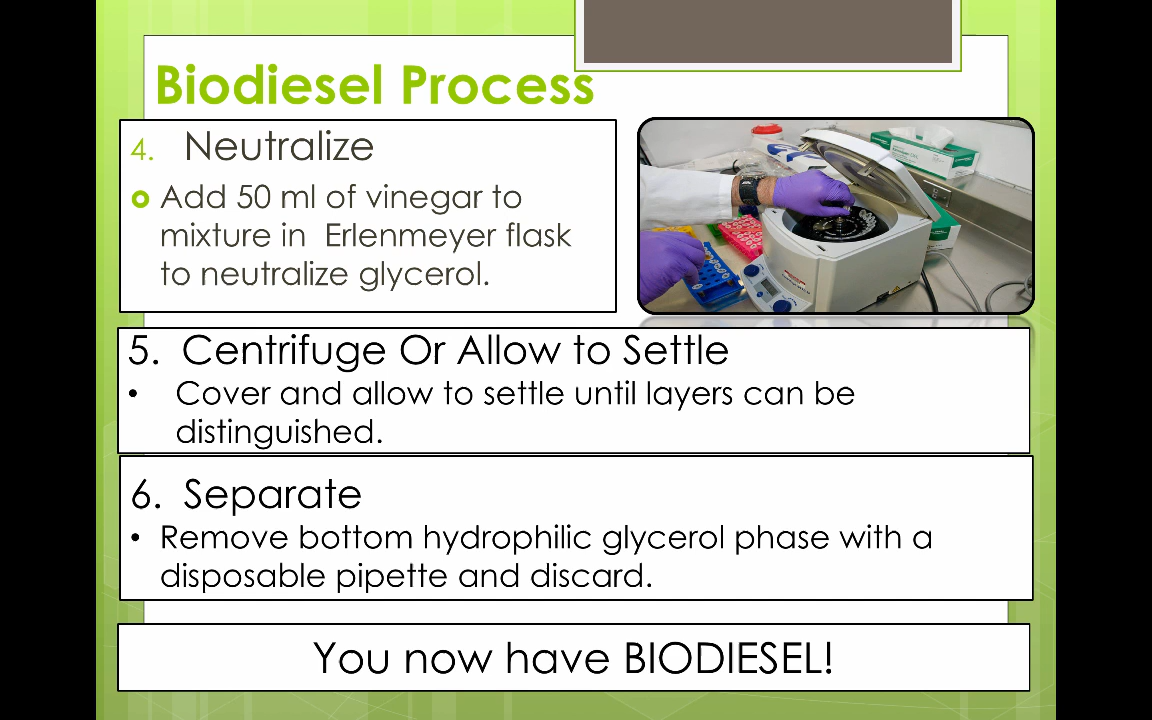 Biodiesel Process
4. Neutralize
Add 50 ml of vinegar to
mixture in Erlenmeyer flask
to neutralize glycerol.
5. Centrifuge Or Allow to Settle
• Cover and allow to settle until layers can be
distinguished.
6. Separate
• Remove bottom hydrophilic glycerol phase with a
disposable pipette and discard.
You now have BIODIESEL!